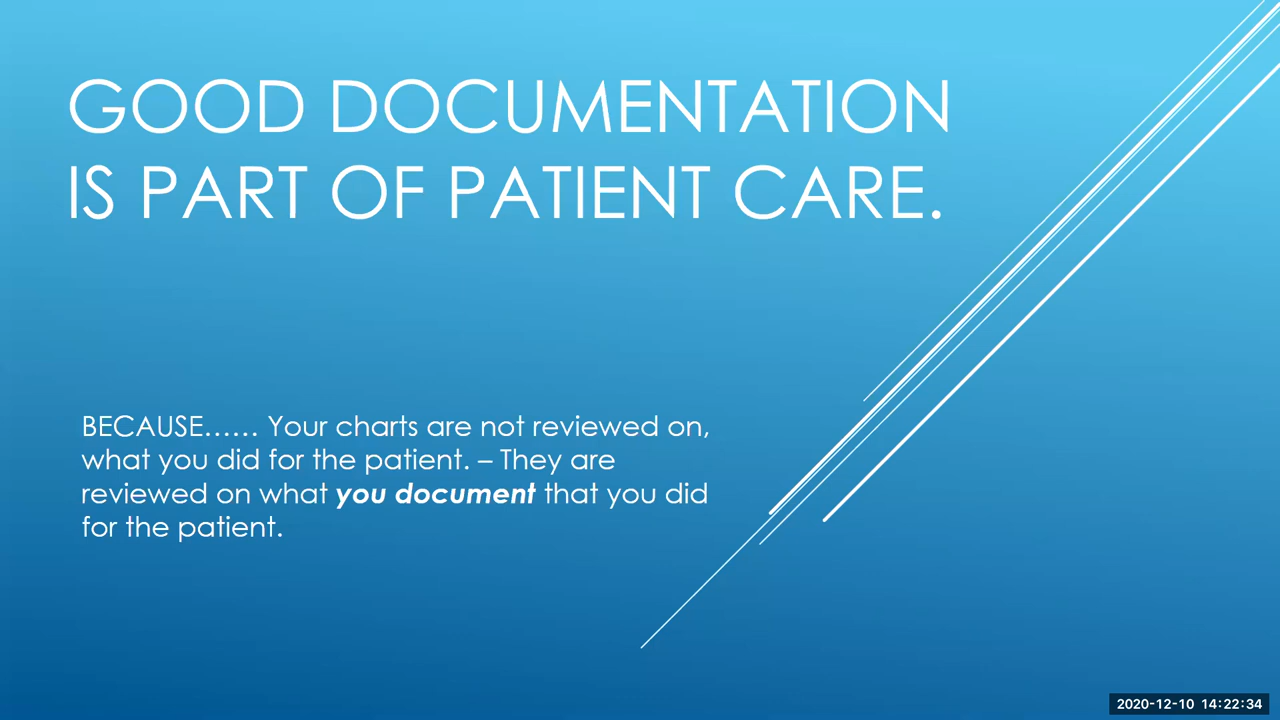 GOOD DOCUMENTATION
IS PART OF PATIENT CARE.
BECAUSE...... Your charts are not reviewed on,
what you did for the patient. – They are
reviewed on what you document that you did
for the patient.
2020-12-10 14:22:34